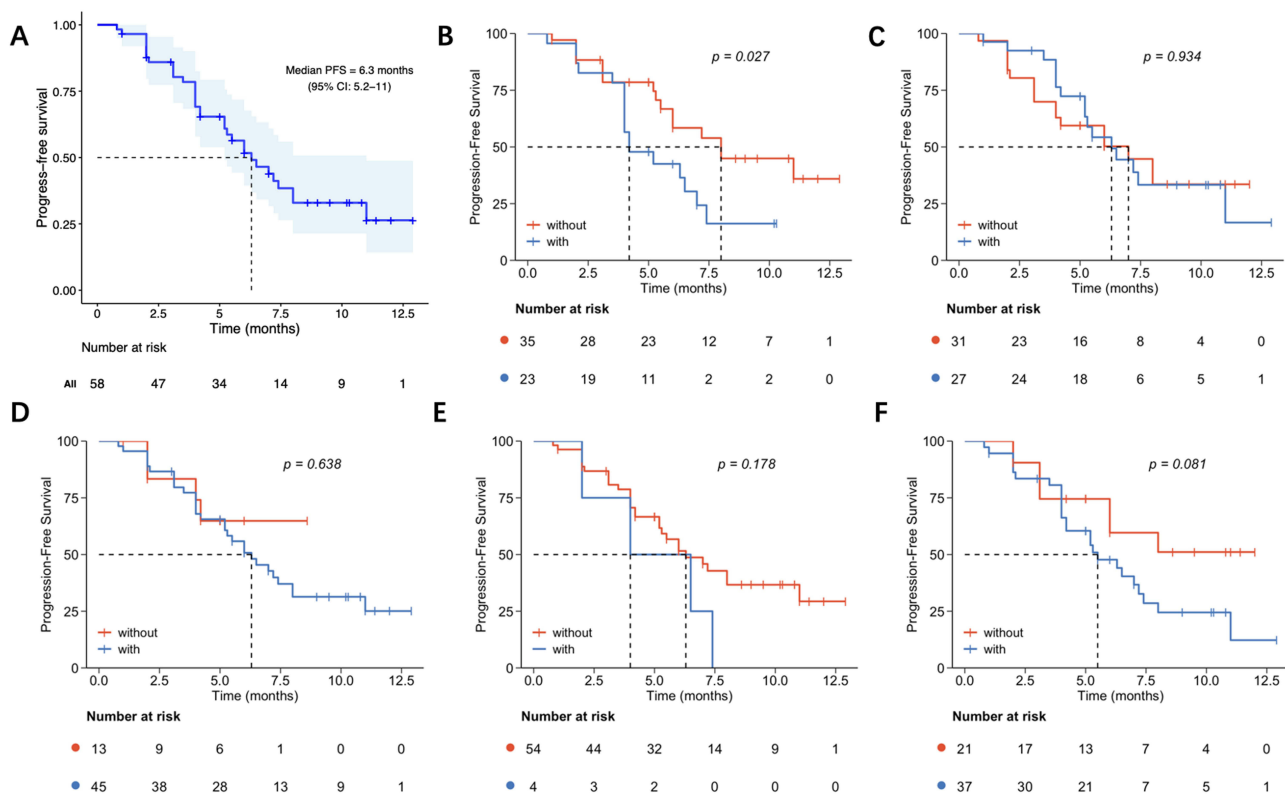 A
1.00
0.75
0.50
0.25
0.00
Progress–free survival
Median PFS = 6.3 months
(95% CI: 5.2–11)
0 2.5 5 7.5 10 12.5
Time (months)
Number at risk
All 58 47 34 14 9 1
B
100
75
50
25
0
Progression-Free Survival
p = 0.027
without
with
0.0 2.5 5.0 7.5 10.0 12.5
Time (months)
Number at risk
35 28 23 12 7 1
23 19 11 2 2 0
C
100
75
50
25
0
Progression-Free Survival
p = 0.934
without
with
0.0 2.5 5.0 7.5 10.0 12.5
Time (months)
Number at risk
31 23 16 8 4 0
27 24 18 6 5 1
D
100
75
50
25
0
Progression-Free Survival
p = 0.638
without
with
0.0 2.5 5.0 7.5 10.0 12.5
Time (months)
Number at risk
13 9 6 1 0 0
45 38 28 13 9 1
E
100
75
50
25
0
Progression-Free Survival
p = 0.178
without
with
0.0 2.5 5.0 7.5 10.0 12.5
Time (months)
Number at risk
54 44 32 14 9 1
4 3 2 0 0 0
F
100
75
50
25
0
Progression-Free Survival
p = 0.081
without
with
0.0 2.5 5.0 7.5 10.0 12.5
Time (months)
Number at risk
21 17 13 7 4 0
37 30 21 7 5 1